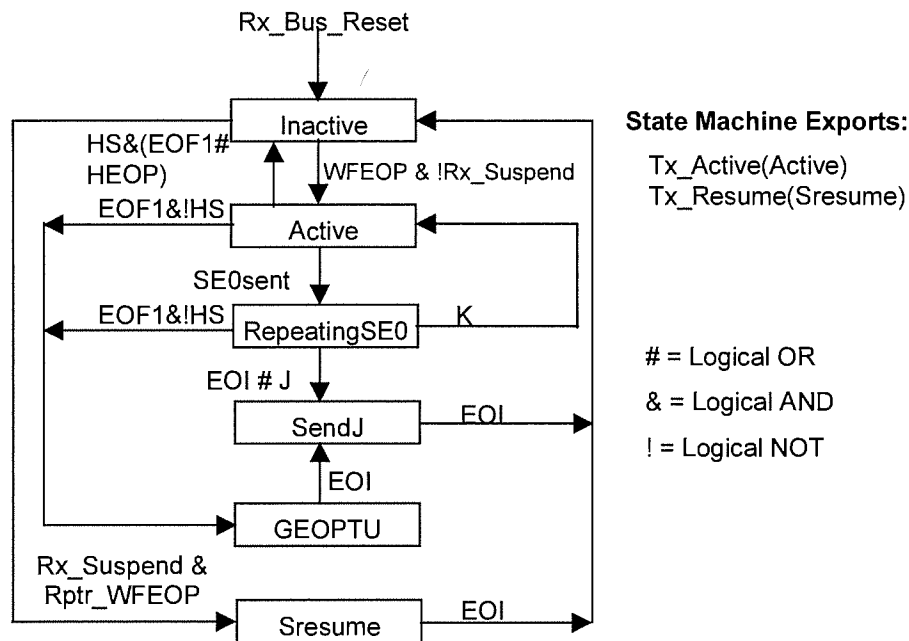 Rx_Bus_Reset
Inactive
State Machine Exports:
HS&(EOF1#
HEOP)
WFEOP & !Rx_Suspend
Tx_Active(Active)
Tx_Resume(Sresume)
EOF1&!HS
Active
SE0sent
EOF1&!HS
RepeatingSE0
K
EOI # J
# = Logical OR
SendJ
EOI
& = Logical AND
! = Logical NOT
EOI
GEOPTU
Rx_Suspend &
Rptr_WFEOP
Sresume
EOI